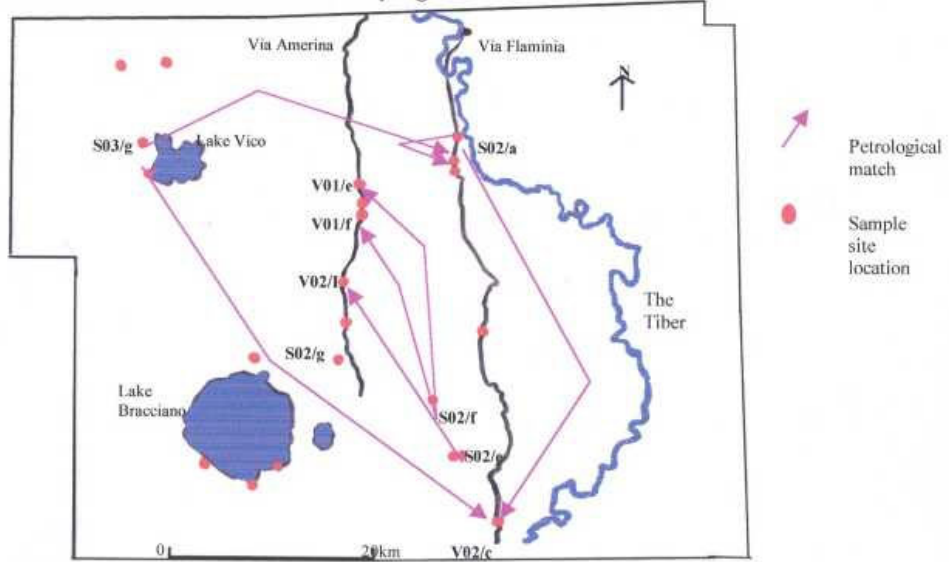 Via Amerina
Via Flaminia
N
S03/g
Lake Vico
S02/a
Petrological
match
V01/e
V01/f
Sample
site
location
V02/l
The
Tiber
S02/g
Lake
Bracciano
S02/f
S02/e
0
20km
V02/c